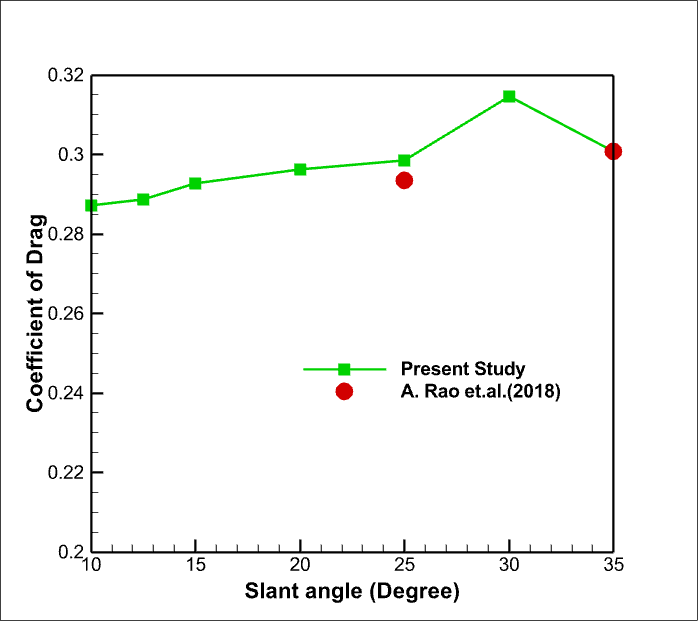 0.32
0.3
0.28
0.26
0.24
0.22
0.2
Coefficient of Drag
Present Study
A. Rao et.al.(2018)
10 15 20 25 30 35
Slant angle (Degree)